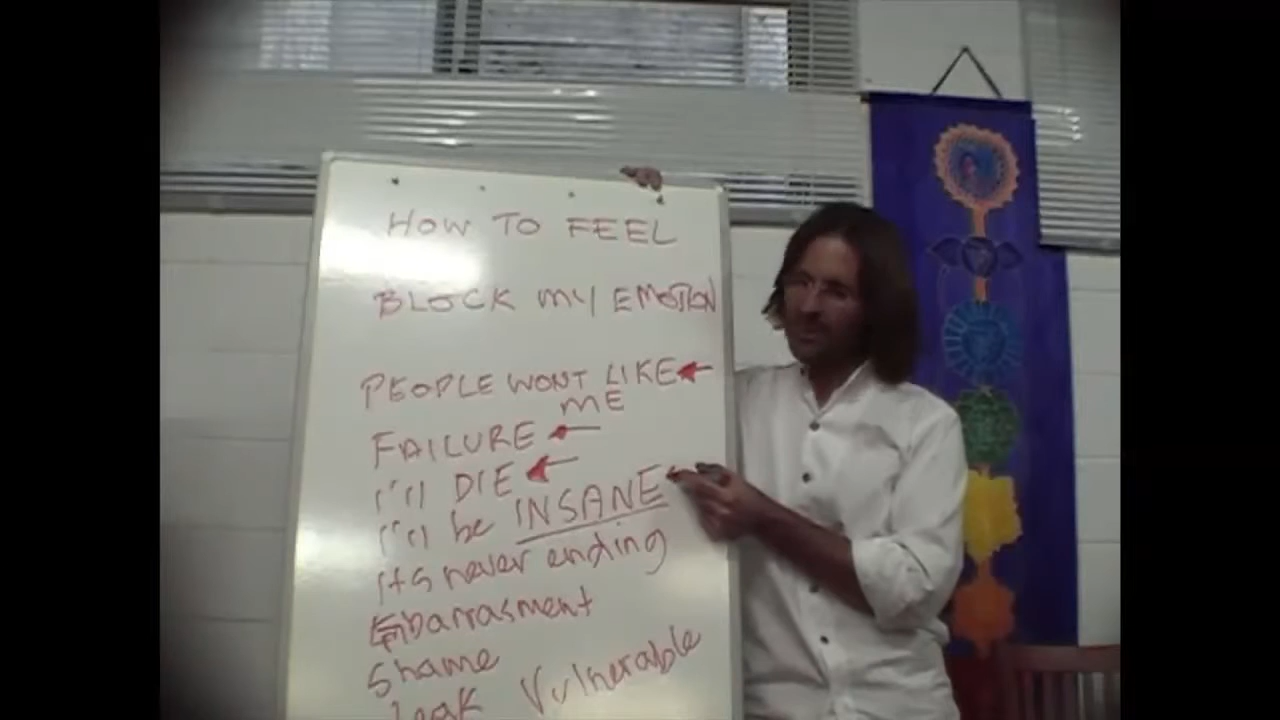 HOW TO FEEL
BLOCK MY EMOTION
PEOPLE WONT LIKE
ME
FAILURE
I'll DIE
I'll be INSANE
its never ending
Embarrasment
Shame
Vulnerable